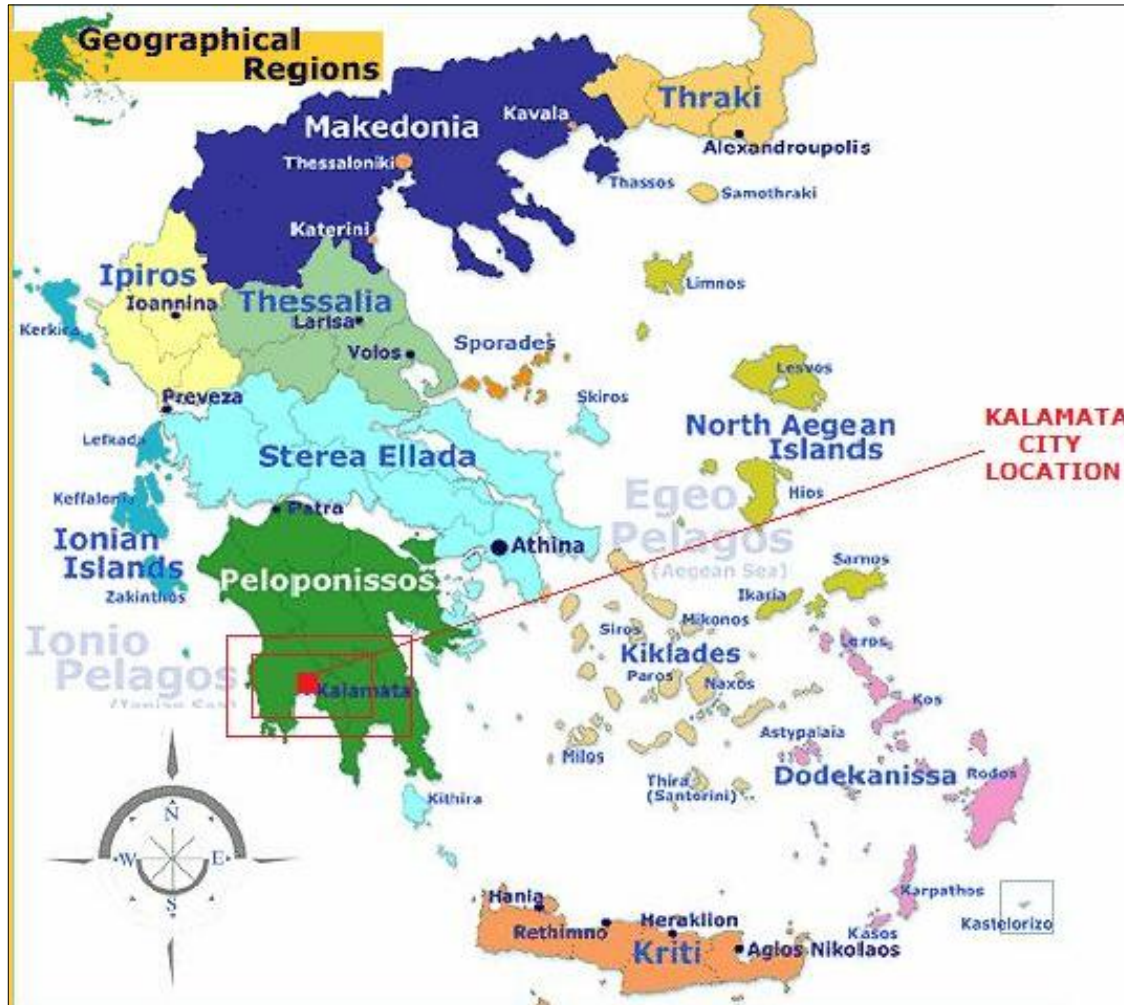 Geographical
Regions
Thraki
Kavala
Makedonia
Alexandroupolis
Thessaloniki
Thassos
Samothraki
Katerini
Ipiros
Limnos
Ioannina
Thessalia
Larisa
Kerkira
Sporades
Volos
Lesvos
Preveza
Skiros
KALAMATA
CITY
LOCATION
North Aegean
Islands
Lefkada
Sterea Ellada
Keffalonia
Egeo
Pelagos
(Aegean Sea)
Hios
Patra
Ionian
Islands
Athina
Sarnos
Peloponissos
Zakinthos
Ikaria
Mikonos
Siros
Leros
Ionio
Pelagos
Kiklades
Paros
Naxos
Kalamata
Kos
Astypalaia
Milos
Dodekanissa
Rodos
Thira
(Santorini)
Kithira
N
W
E
S
Karpathos
Hania
Kastelorizo
Rethimno
Heraklion
Kasos
Kriti
Agios Nikolaos